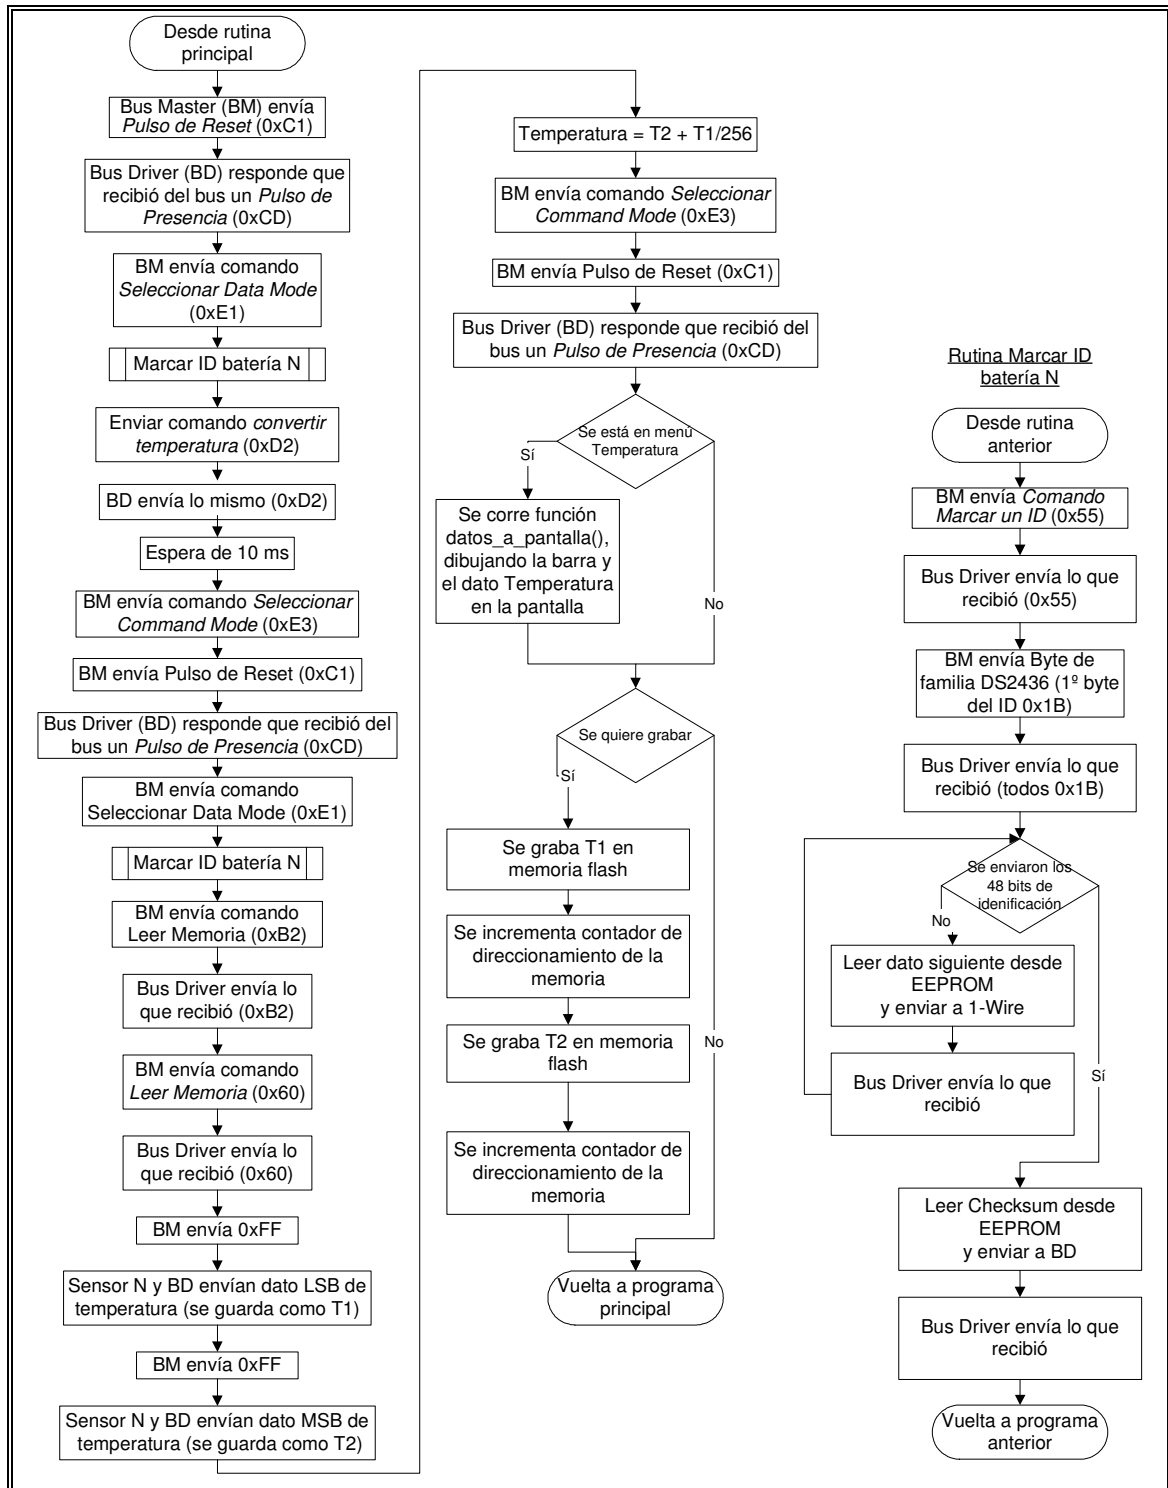 Desde rutina
principal
Bus Master (BM) envía
Pulso de Reset (0xC1)
Bus Driver (BD) responde que
recibió del bus un Pulso de
Presencia (0xCD)
BM envía comando
Seleccionar Data Mode
(0xE1)
Marcar ID batería N
Enviar comando convertir
temperatura (0xD2)
BD envía lo mismo (0xD2)
Espera de 10 ms
BM envía comando Seleccionar
Command Mode (0xE3)
BM envía Pulso de Reset (0xC1)
Bus Driver (BD) responde que recibió del
bus un Pulso de Presencia (0xCD)
BM envía comando
Seleccionar Data Mode (0xE1)
Marcar ID batería N
BM envía comando
Leer Memoria (0xB2)
Bus Driver envía lo
que recibió (0xB2)
BM envía comando
Leer Memoria (0x60)
Bus Driver envía lo
que recibió (0x60)
BM envía 0xFF
Sensor N y BD envían dato LSB de
temperatura (se guarda como T1)
BM envía 0xFF
Sensor N y BD envían dato MSB de
temperatura (se guarda como T2)
Temperatura = T2 + T1/256
BM envía comando Seleccionar
Command Mode (0xE3)
BM envía Pulso de Reset (0xC1)
Bus Driver (BD) responde que recibió del
bus un Pulso de Presencia (0xCD)
Se está en menú
Temperatura
Sí
No
Se corre función
datos_a_pantalla(),
dibujando la barra y
el dato Temperatura
en la pantalla
Se quiere grabar
Sí
No
Se graba T1 en
memoria flash
Se incrementa contador de
direccionamiento de la
memoria
Se graba T2 en memoria
flash
Se incrementa contador de
direccionamiento de la
memoria
Vuelta a programa
principal
Rutina Marcar ID
batería N
Desde rutina
anterior
BM envía Comando
Marcar un ID (0x55)
Bus Driver envía lo que
recibió (0x55)
BM envía Byte de
familia DS2436 (1º byte
del ID 0x1B)
Bus Driver envía lo que
recibió (todos 0x1B)
Se enviaron los
48 bits de
idenificación
No
Sí
Leer dato siguiente desde
EEPROM
y enviar a 1-Wire
Bus Driver envía lo que
recibió
Leer Checksum desde
EEPROM
y enviar a BD
Bus Driver envía lo que
recibió
Vuelta a programa
anterior